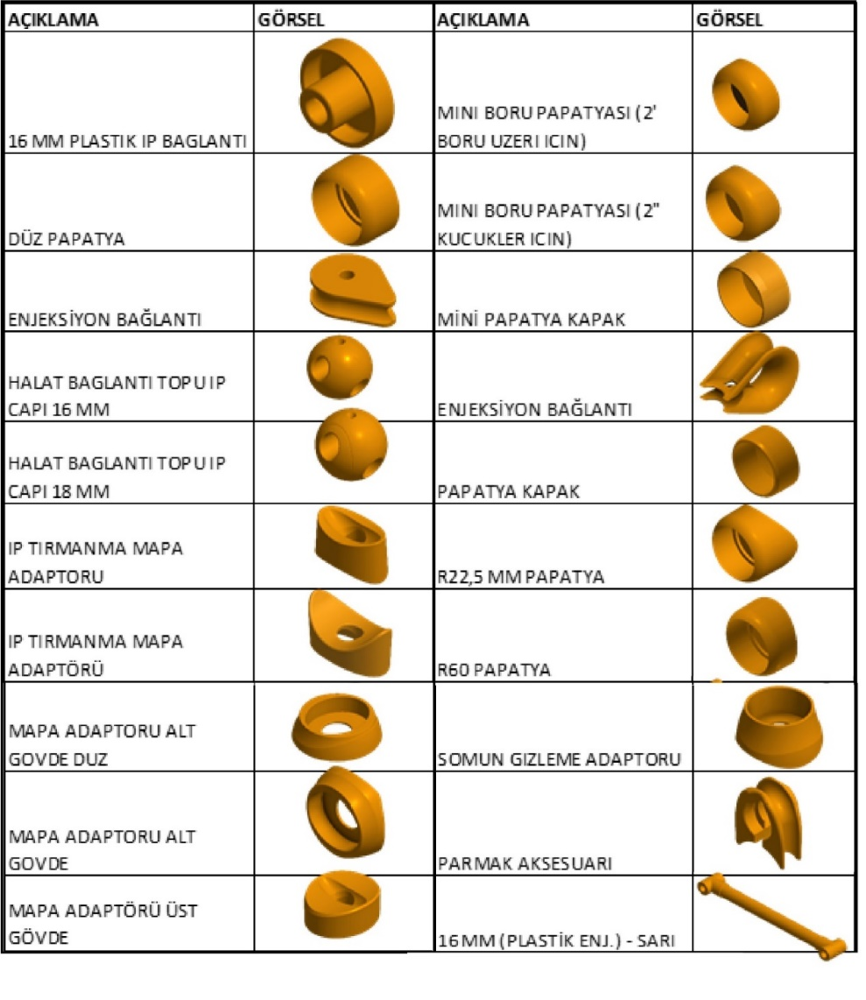 AÇIKLAMA GÖRSEL AÇIKLAMA GÖRSEL
16 MM PLASTIK IP BAGLANTI
MINI BORU PAPATYASI (2'
BORU UZERI ICIN)
DÜZ PAPATYA
MINI BORU PAPATYASI (2"
KUCUKLER ICIN)
ENJEKSİYON BAĞLANTI
MİNİ PAPATYA KAPAK
HALAT BAGLANTI TOPU IP
CAPI 16 MM
ENJEKSİYON BAĞLANTI
HALAT BAGLANTI TOPU IP
CAPI 18 MM
PAPATYA KAPAK
IP TIRMANMA MAPA
ADAPTORU
R22,5 MM PAPATYA
IP TIRMANMA MAPA
ADAPTÖRÜ
R60 PAPATYA
MAPA ADAPTORU ALT
GOVDE DUZ
SOMUN GIZLEME ADAPTORU
MAPA ADAPTORU ALT
GOVDE
PARMAK AKSESUARI
MAPA ADAPTÖRÜ ÜST
GÖVDE
16 MM (PLASTİK ENJ.) - SARI